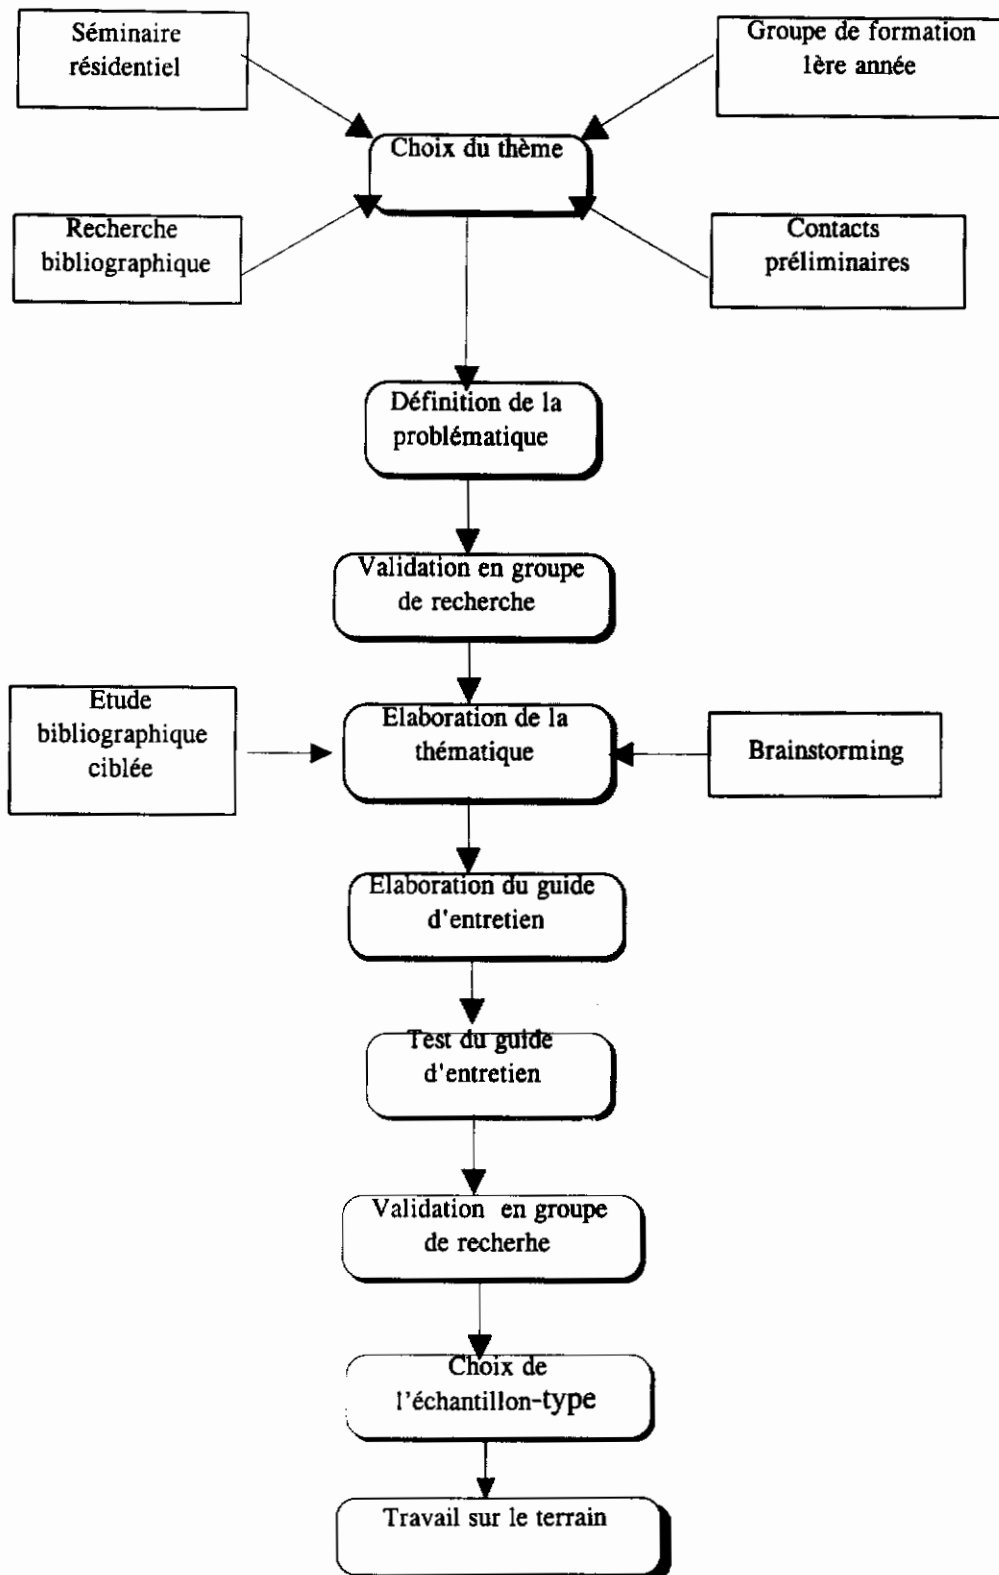 Séminaire
résidentiel
Groupe de formation
1ère année
Choix du thème
Recherche
bibliographique
Contacts
préliminaires
Définition de la
problématique
Validation en groupe
de recherche
Etude
bibliographique
ciblée
Elaboration de la
thématique
Brainstorming
Elaboration du guide
d'entretien
Test du guide
d'entretien
Validation en groupe
de recherhe
Choix de
l'échantillon-type
Travail sur le terrain